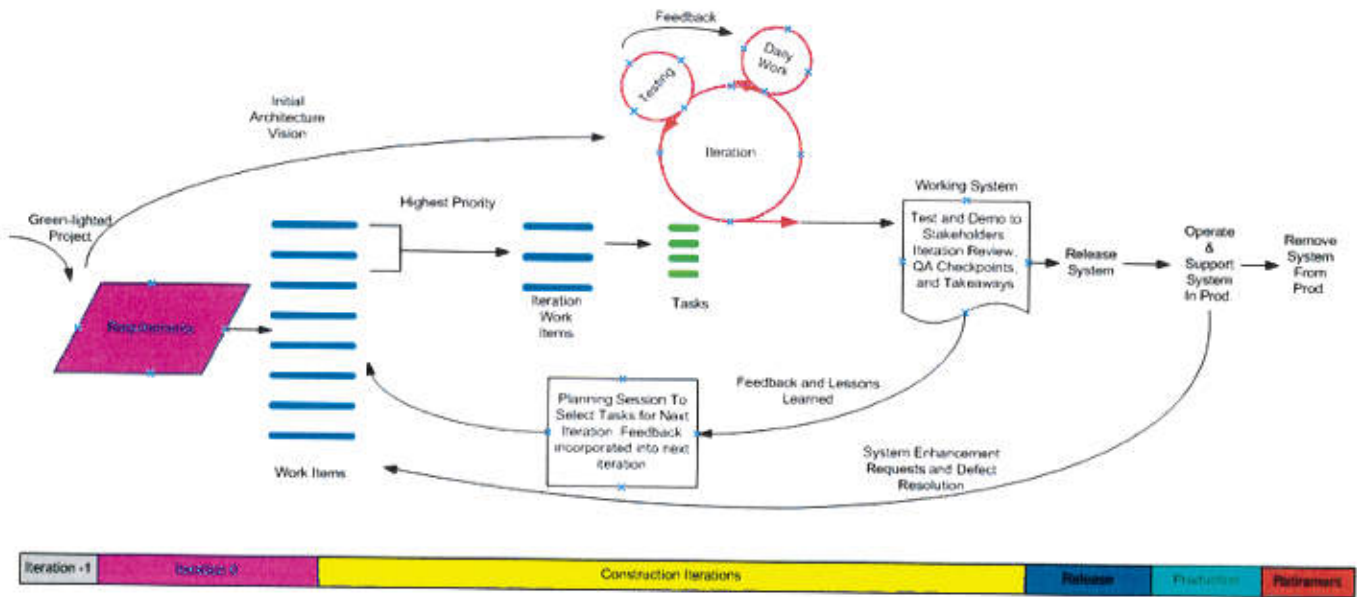 Feedback
Daily
Work
Testing
Initial
Architecture
Vision
Iteration
Green-lighted
Project
Highest Priority
Working System
Test and Demo to
Stakeholders
Iteration Review,
QA Checkpoints,
and Takeaways
Release
System
Operate
&
Support
System
In Prod.
Remove
System
From
Prod
Requirements
Iteration
Work
Items
Tasks
Planning Session To
Select Tasks for Next
Iteration. Feedback
incorporated into next
iteration
Feedback and Lessons
Learned
Work Items
System Enhancement
Requests and Defect
Resolution
Iteration -1
Iteration 0
Construction Iterations
Release
Production